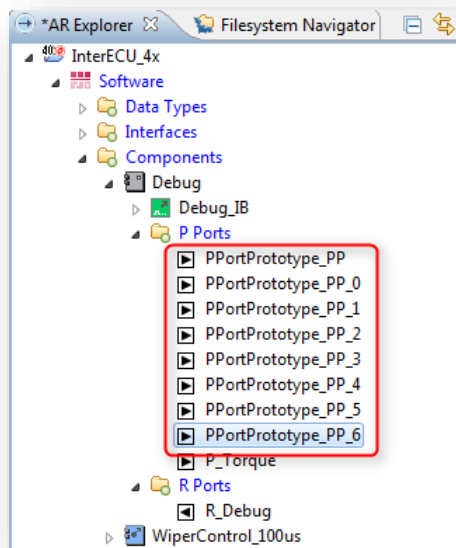 *AR Explorer Filesystem Navigator
InterECU_4x
Software
Data Types
Interfaces
Components
Debug
Debug_IB
P Ports
PPortPrototype_PP
PPortPrototype_PP_0
PPortPrototype_PP_1
PPortPrototype_PP_2
PPortPrototype_PP_3
PPortPrototype_PP_4
PPortPrototype_PP_5
PPortPrototype_PP_6
P_Torque
R Ports
R_Debug
WiperControl_100us